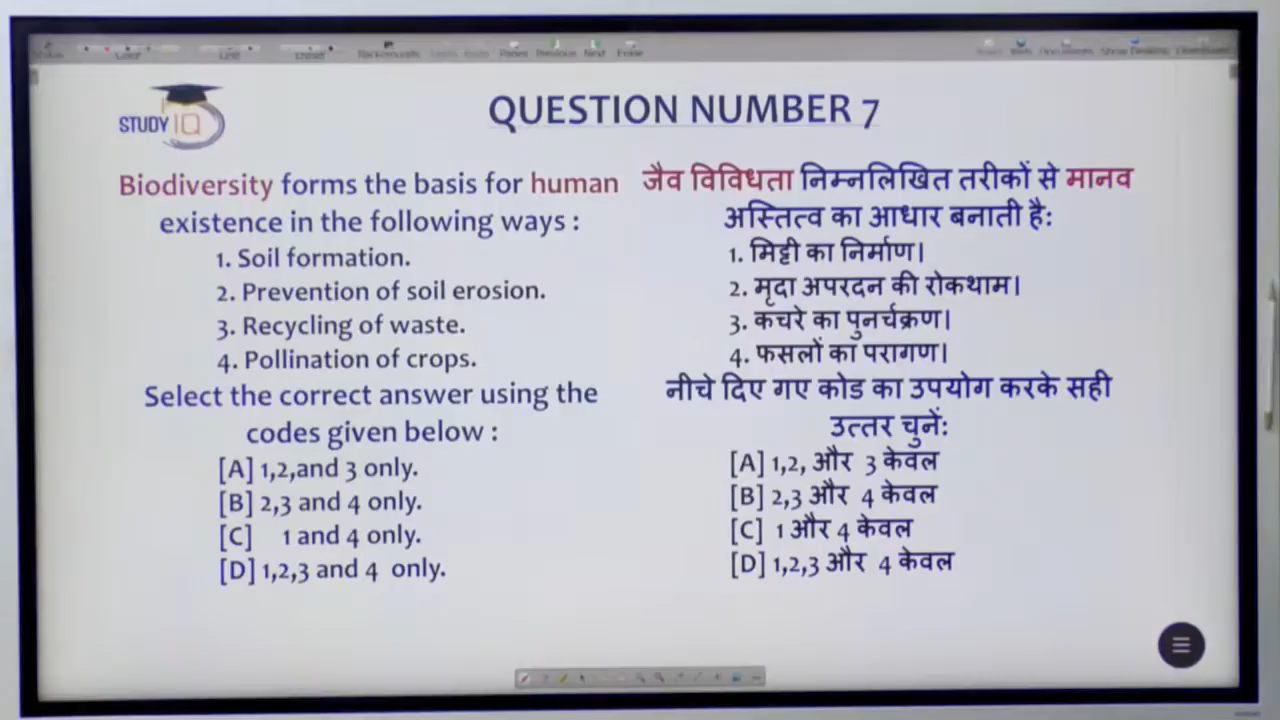 Pages Previous Next Erase
STUDY IQ
QUESTION NUMBER 7
Biodiversity forms the basis for human
existence in the following ways :
1. Soil formation.
2. Prevention of soil erosion.
3. Recycling of waste.
4. Pollination of crops.
Select the correct answer using the
codes given below :
[A] 1,2,and 3 only.
[B] 2,3 and 4 only.
[C] 1 and 4 only.
[D] 1,2,3 and 4 only.
जैव विविधता निम्नलिखित तरीकों से मानव
अस्तित्व का आधार बनाती है:
1. मिट्टी का निर्माण।
2. मृदा अपरदन की रोकथाम।
3. कचरे का पुनर्चक्रण।
4. फसलों का परागण।
नीचे दिए गए कोड का उपयोग करके सही
उत्तर चुनें:
[A] 1,2, और 3 केवल
[B] 2,3 और 4 केवल
[C] 1 और 4 केवल
[D] 1,2,3 और 4 केवल